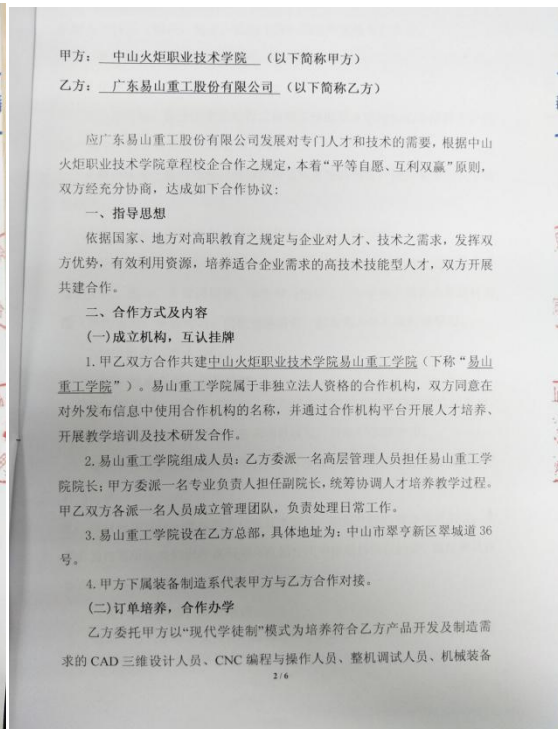 甲方： 中山火炬职业技术学院 （以下简称甲方）
乙方： 广东易山重工股份有限公司 （以下简称乙方）
应广东易山重工股份有限公司发展对专门人才和技术的需要，根据中山
火炬职业技术学院章程校企合作之规定，本着“平等自愿、互利双赢”原则，
双方经充分协商，达成如下合作协议：
一、指导思想
依据国家、地方对高职教育之规定与企业对人才、技术之需求，发挥双
方优势，有效利用资源，培养适合企业需求的高技术技能型人才，双方开展
共建合作。
二、合作方式及内容
(一)成立机构，互认挂牌
1.甲乙双方合作共建中山火炬职业技术学院易山重工学院（下称“易山
重工学院”）。易山重工学院属于非独立法人资格的合作机构，双方同意在
对外发布信息中使用合作机构的名称，并通过合作机构平台开展人才培养、
开展教学培训及技术研发合作。
2.易山重工学院组成人员：乙方委派一名高层管理人员担任易山重工学
院院长；甲方委派一名专业负责人担任副院长，统筹协调人才培养教学过程。
甲乙双方各派一名人员成立管理团队，负责处理日常工作。
3.易山重工学院设在乙方总部，具体地址为：中山市翠亨新区翠城道 36
号。
4.甲方下属装备制造系代表甲方与乙方合作对接。
(二)订单培养，合作办学
乙方委托甲方以“现代学徒制”模式为培养符合乙方产品开发及制造需
求的 CAD 三维设计人员、CNC 编程与操作人员、整机调试人员、机械装备
2 / 6